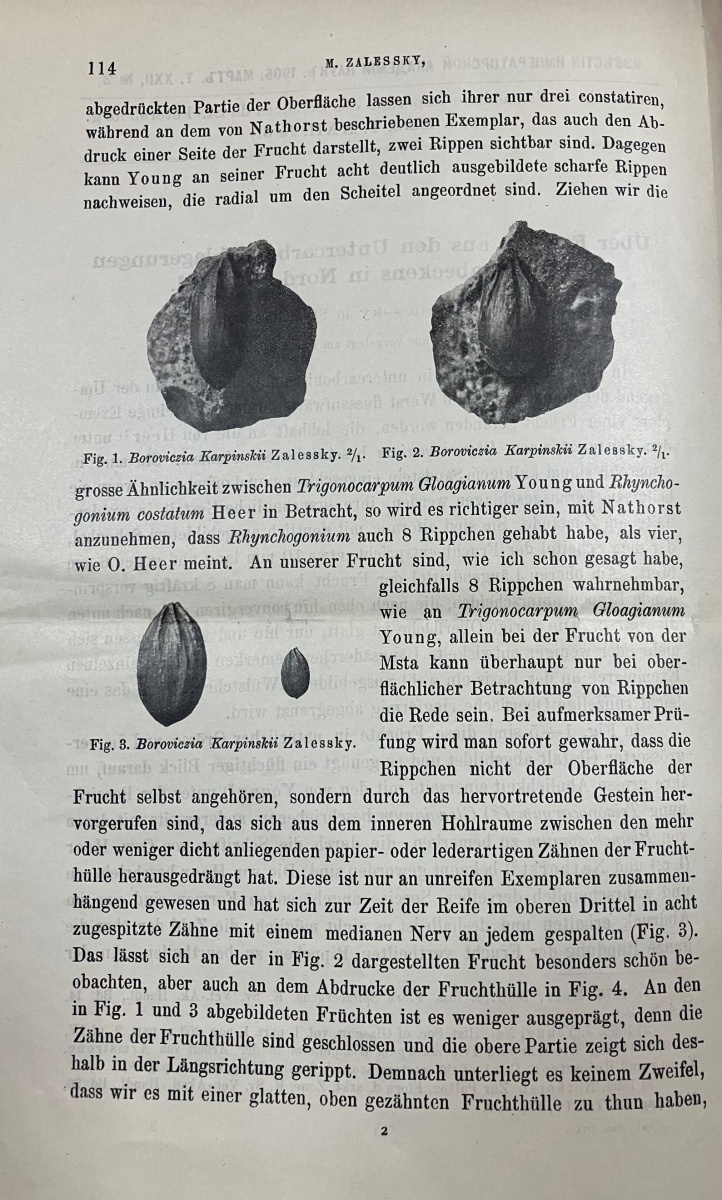 114
M. ZALESSKY,
abgedrückten Partie der Oberfläche lassen sich ihrer nur drei constatiren,
während an dem von Nathorst beschriebenen Exemplar, das auch den Ab-
druck einer Seite der Frucht darstellt, zwei Rippen sichtbar sind. Dagegen
kann Young an seiner Frucht acht deutlich ausgebildete scharfe Rippen
nachweisen, die radial um den Scheitel angeordnet sind. Ziehen wir die
Fig. 1. Boroviczia Karpinskii Zalessky. ²/₁.
Fig. 2. Boroviczia Karpinskii Zalessky. ²/₁.
grosse Ähnlichkeit zwischen Trigonocarpum Gloagianum Young und Rhyncho-
gonium costatum Heer in Betracht, so wird es richtiger sein, mit Nathorst
anzunehmen, dass Rhynchogonium auch 8 Rippchen gehabt habe, als vier,
wie O. Heer meint. An unserer Frucht sind, wie ich schon gesagt habe,
gleichfalls 8 Rippchen wahrnehmbar,
wie an Trigonocarpum Gloagianum
Young, allein bei der Frucht von der
Msta kann überhaupt nur bei ober-
flächlicher Betrachtung von Rippchen
die Rede sein. Bei aufmerksamer Prü-
fung wird man sofort gewahr, dass die
Rippchen nicht der Oberfläche der
Fig. 3. Boroviczia Karpinskii Zalessky.
Frucht selbst angehören, sondern durch das hervortretende Gestein her-
vorgerufen sind, das sich aus dem inneren Hohlraume zwischen den mehr
oder weniger dicht anliegenden papier- oder lederartigen Zähnen der Frucht-
hülle herausgedrängt hat. Diese ist nur an unreifen Exemplaren zusammen-
hängend gewesen und hat sich zur Zeit der Reife im oberen Drittel in acht
zugespitzte Zähne mit einem medianen Nerv an jedem gespalten (Fig. 3).
Das lässt sich an der in Fig. 2 dargestellten Frucht besonders schön be-
obachten, aber auch an dem Abdrucke der Fruchthülle in Fig. 4. An den
in Fig. 1 und 3 abgebildeten Früchten ist es weniger ausgeprägt, denn die
Zähne der Fruchthülle sind geschlossen und die obere Partie zeigt sich des-
halb in der Längsrichtung gerippt. Demnach unterliegt es keinem Zweifel,
dass wir es mit einer glatten, oben gezähnten Fruchthülle zu thun haben,
2